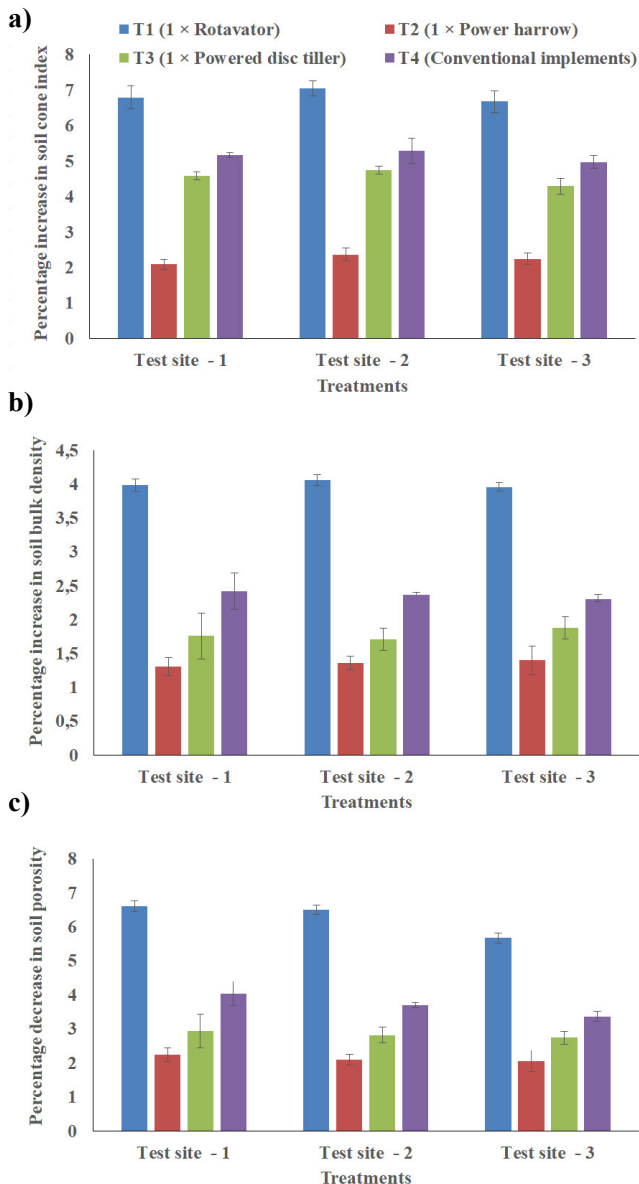 a)
T1 (1 × Rotavator)
T2 (1 × Power harrow)
T3 (1 × Powered disc tiller)
T4 (Conventional implements)
Percentage increase in soil cone index
8
7
6
5
4
3
2
1
0
Test site - 1
Test site - 2
Test site - 3
Treatments
b)
Percentage increase in soil bulk density
4,5
4
3,5
3
2,5
2
1,5
1
0,5
0
Test site - 1
Test site - 2
Test site - 3
Treatments
c)
Percentage decrease in soil porosity
8
7
6
5
4
3
2
1
0
Test site - 1
Test site - 2
Test site - 3
Treatments